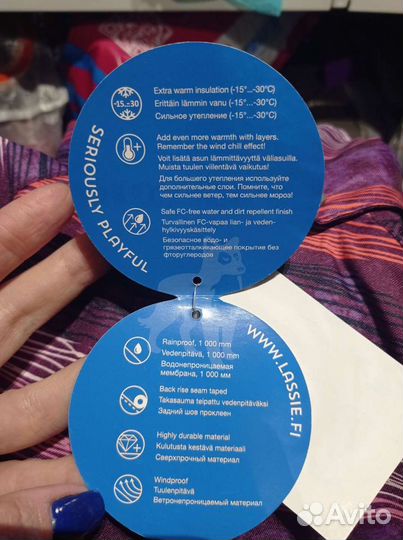 SERIOUSLY PLAYFUL
-15...-30
Extra warm insulation (-15°...-30°C)
Erittäin lämmin vanu (-15°...-30°C)
Сильное утепление (-15°...-30°C)
Add even more warmth with layers.
Remember the wind chill effect!
Voit lisätä asun lämmittävyyttä väliasuilla.
Muista tuulen viilentävä vaikutus!
Для большего утепления используйте
дополнительные слои. Помните, что
чем сильнее ветер, тем сильнее мороз!
Safe FC-free water and dirt repellent finish
Turvallinen FC-vapaa lian- ja veden-
hylkivyyskäsittely
Безопасное водо- и
грязеотталкивающее покрытие без
фторуглеродов
WWW.LASSIE.FI
Rainproof, 1 000 mm
Vedenpitävä, 1 000 mm
Водонепроницаемая
мембрана, 1 000 мм
Back rise seam taped
Takasauma teipattu vedenpitäväksi
Задний шов проклеен
Highly durable material
Kulutusta kestävä materiaali
Сверхпрочный материал
Windproof
Tuulenpitävä
Ветронепроницаемый материал
Avito